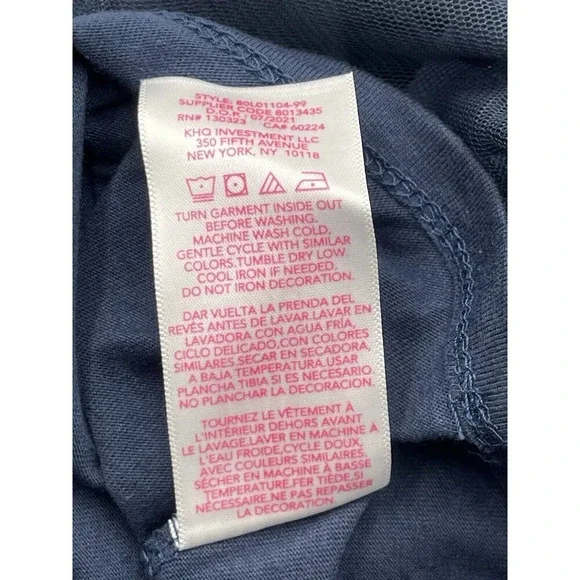 STYLE: 80L01104-99
SUPPLIER CODE 8013435
D.O.P.: 07/2021
RN# 130323 CA# 60224
KHQ INVESTMENT LLC
350 FIFTH AVENUE
NEW YORK, NY 10118
TURN GARMENT INSIDE OUT
BEFORE WASHING.
MACHINE WASH COLD,
GENTLE CYCLE WITH SIMILAR
COLORS.TUMBLE DRY LOW.
COOL IRON IF NEEDED.
DO NOT IRON DECORATION.
DAR VUELTA LA PRENDA DEL
REVÉS ANTES DE LAVAR.LAVAR EN
LAVADORA CON AGUA FRÍA,
CICLO DELICADO,CON COLORES
SIMILARES.SECAR EN SECADORA,
A BAJA TEMPERATURA.USAR
PLANCHA TIBIA SI ES NECESARIO.
NO PLANCHAR LA DECORACION.
TOURNEZ LE VÊTEMENT À
L'INTÉRIEUR DEHORS AVANT
LE LAVAGE.LAVER EN MACHINE À
L'EAU FROIDE,CYCLE DOUX,
AVEC COULEURS SIMILAIRES.
SÉCHER EN MACHINE À BASSE
TEMPÉRATURE.FER TIÈDE,SI
NÉCESSAIRE.NE PAS REPASSER
LA DECORATION.